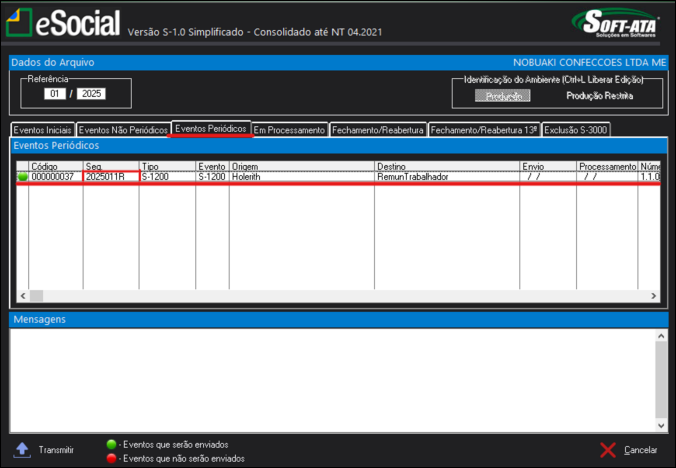 eSocial Versão S-1.0 Simplificado - Consolidado até NT 04.2021
SOFT-ATA®
Soluções em Softwares
Dados do Arquivo NOBUAKI CONFECCOES LTDA ME
Referência
01 / 2025
Identificação do Ambiente (Ctrl+L Liberar Edição)
Produção Produção Restrita
Eventos Iniciais Eventos Não Periódicos Eventos Periódicos Em Processamento Fechamento/Reabertura Fechamento/Reabertura 13º Exclusão S-3000
Eventos Periódicos
Código Seq. Tipo Evento Origem Destino Envio Processamento Núme
000000037 2025011R S-1200 S-1200 Holerith RemunTrabalhador / / / / 1.1.0
Mensagens
Transmitir
- Eventos que serão enviados
- Eventos que não serão enviados
Cancelar